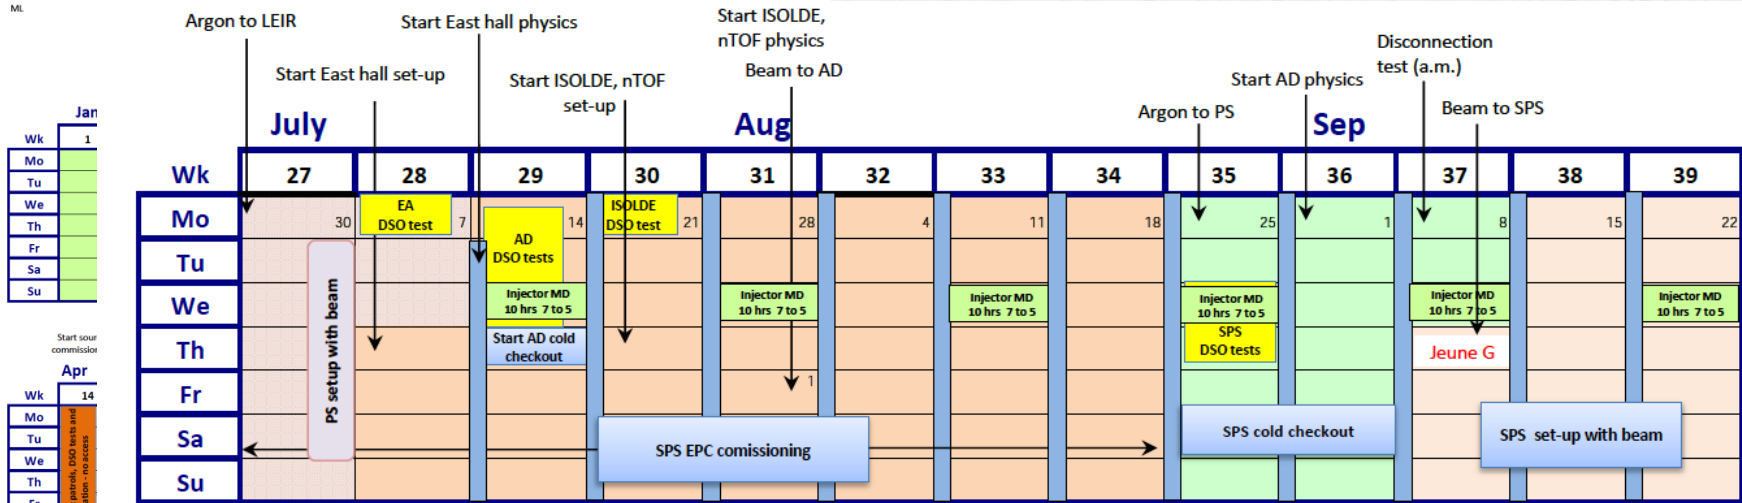 ML
Argon to LEIR
Start East hall physics
Start ISOLDE,
nTOF physics
Disconnection
test (a.m.)
Start East hall set-up
Start ISOLDE, nTOF
set-up
Beam to AD
Start AD physics
Argon to PS
Beam to SPS
July
Aug
Sep
Wk 27 28 29 30 31 32 33 34 35 36 37 38 39
Mo 30 7 14 21 28 4 11 18 25 1 8 15 22
EA
DSO test
ISOLDE
DSO test
Tu
AD
DSO tests
We
Injector MD
10 hrs 7 to 5
Injector MD
10 hrs 7 to 5
Injector MD
10 hrs 7 to 5
Injector MD
10 hrs 7 to 5
Injector MD
10 hrs 7 to 5
Injector MD
10 hrs 7 to 5
Th
Start AD cold
checkout
SPS
DSO tests
Jeune G
Fr 1
PS setup with beam
Sa
SPS EPC comissioning
SPS cold checkout
SPS set-up with beam
Su
Jan
Wk 1
Mo
Tu
We
Th
Fr
Sa
Su
Apr
Wk 14
Mo
Tu
We
Th
patrols, DSO tests and
no access